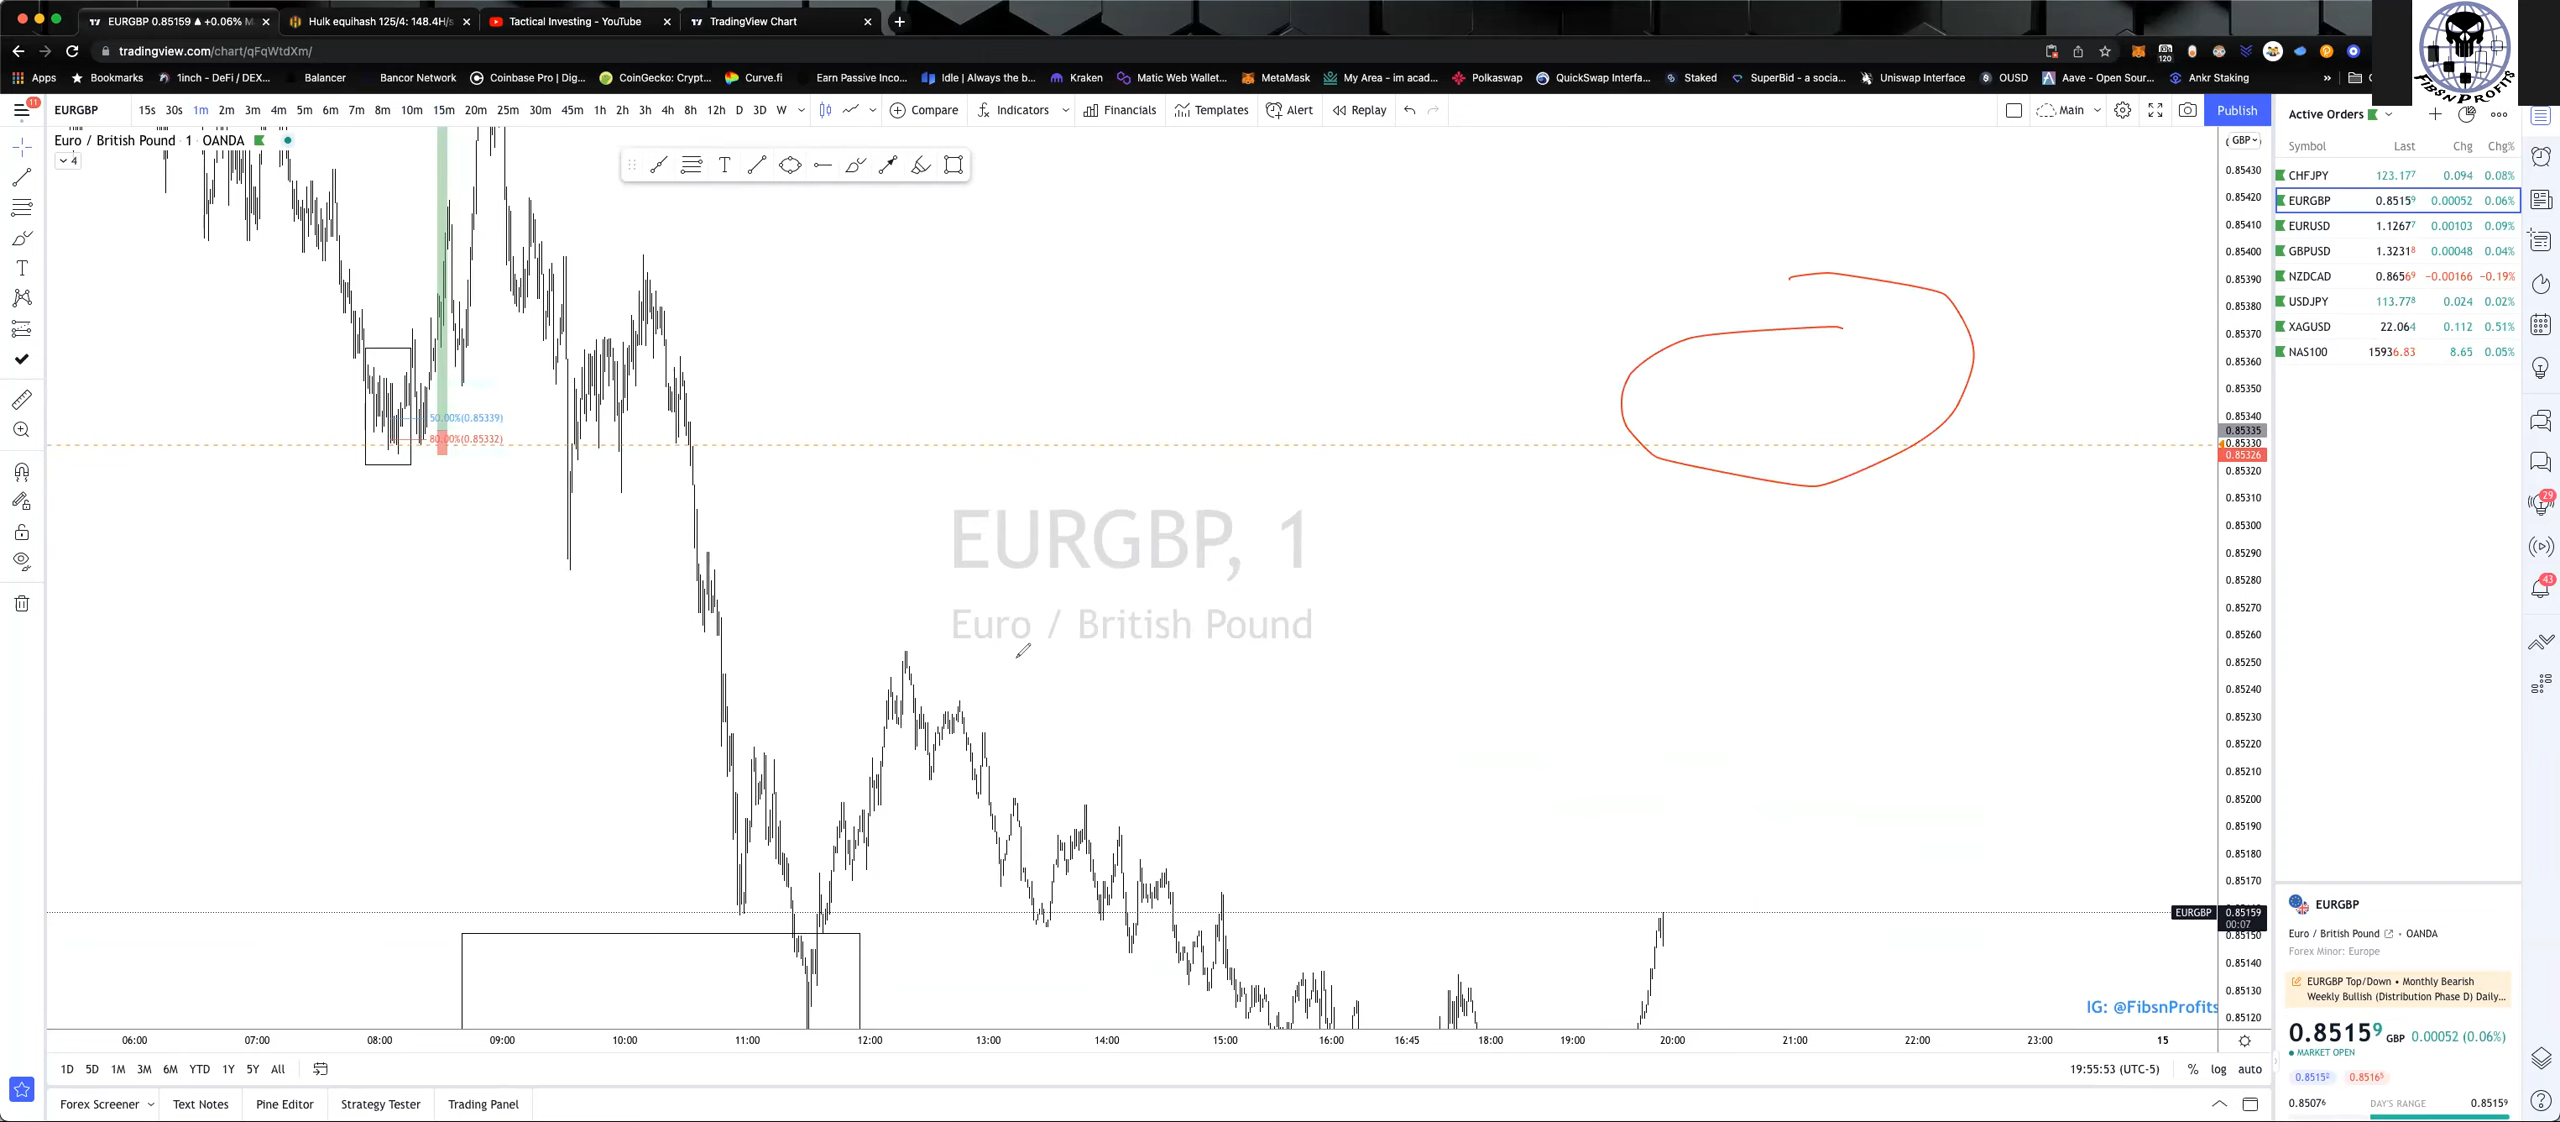 EURGBP 0.85159 ▲ +0.06% M
Hulk equihash 125/4: 148.4H/s
Tactical Investing - YouTube
TradingView Chart
tradingview.com/chart/qFqWtdXm/
Apps Bookmarks 1inch - DeFi / DEX... Balancer Bancor Network Coinbase Pro | Dig... CoinGecko: Crypt... Curve.fi Earn Passive Inco... Idle | Always the b... Kraken Matic Web Wallet... MetaMask My Area - im acad... Polkaswap QuickSwap Interfa... Staked SuperBid - a socia... Uniswap Interface OUSD Aave - Open Sour... Ankr Staking »
120
FIBSNPROFITS
11
EURGBP 15s 30s 1m 2m 3m 4m 5m 6m 7m 8m 10m 15m 20m 25m 30m 45m 1h 2h 3h 4h 8h 12h D 3D W Compare Indicators Financials Templates Alert Replay Main Publish
Euro / British Pound · 1 · OANDA
4
GBP
0.85430
0.85420
0.85410
0.85400
0.85390
0.85380
0.85370
0.85360
0.85350
0.85340
0.85335
0.85330
0.85326
0.85320
0.85310
0.85300
0.85290
0.85280
0.85270
0.85260
0.85250
0.85240
0.85230
0.85220
0.85210
0.85200
0.85190
0.85180
0.85170
EURGBP 0.85159
00:07
0.85150
0.85140
0.85130
0.85120
50.00%(0.85339)
80.00%(0.85332)
EURGBP, 1
Euro / British Pound
IG: @FibsnProfits
06:00 07:00 08:00 09:00 10:00 11:00 12:00 13:00 14:00 15:00 16:00 16:45 18:00 19:00 20:00 21:00 22:00 23:00 15
1D 5D 1M 3M 6M YTD 1Y 5Y All
19:55:53 (UTC-5) % log auto
Forex Screener Text Notes Pine Editor Strategy Tester Trading Panel
Active Orders
Symbol Last Chg Chg%
CHFJPY 123.177 0.094 0.08%
EURGBP 0.85159 0.00052 0.06%
EURUSD 1.12677 0.00103 0.09%
GBPUSD 1.32318 0.00048 0.04%
NZDCAD 0.86569 −0.00166 −0.19%
USDJPY 113.778 0.024 0.02%
XAGUSD 22.064 0.112 0.51%
NAS100 15936.83 8.65 0.05%
29
43
EURGBP
Euro / British Pound · OANDA
Forex Minor: Europe
EURGBP Top/Down • Monthly Bearish
Weekly Bullish (Distribution Phase D) Daily...
0.85159 GBP 0.00052 (0.06%)
MARKET OPEN
0.85152 0.85165
0.85076 DAY'S RANGE 0.85159